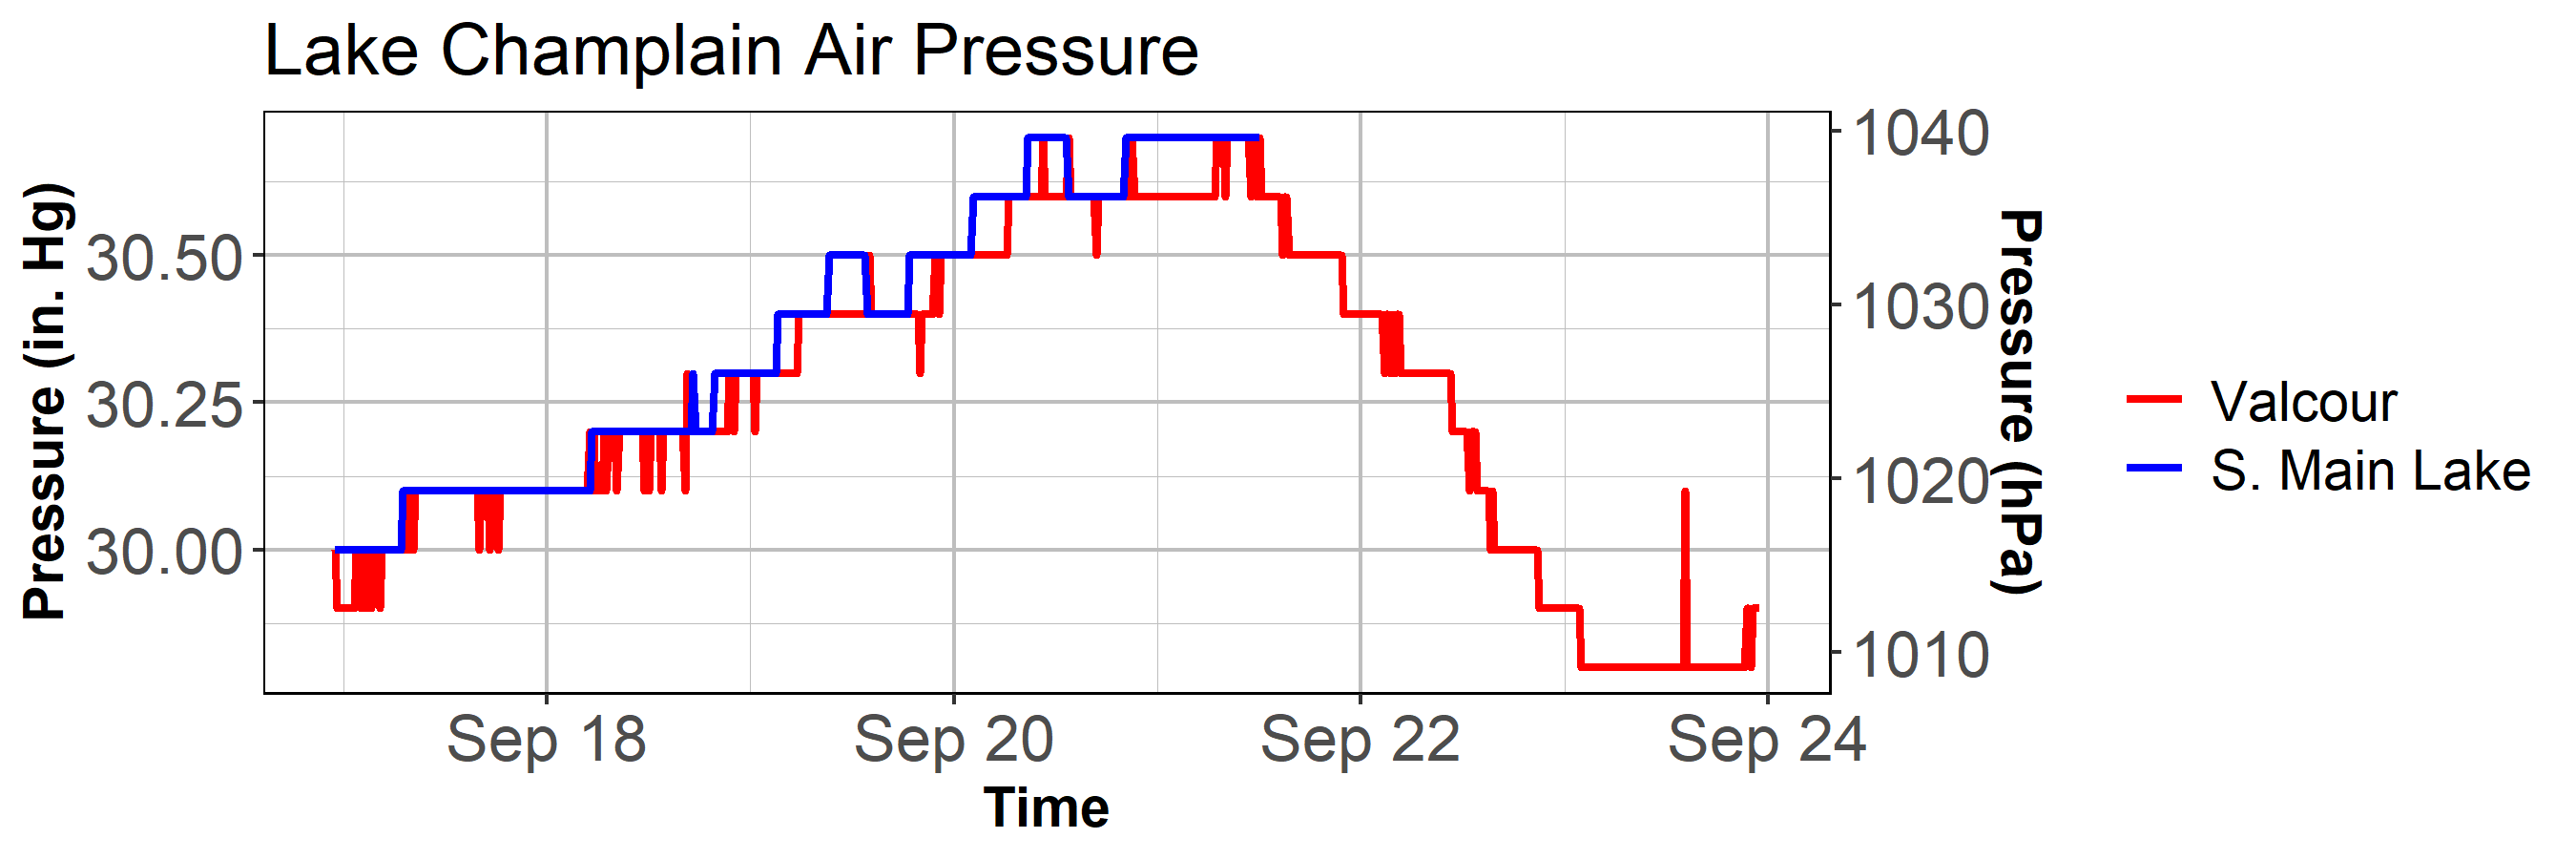 Lake Champlain Air Pressure
Pressure (in. Hg)
30.50
30.25
30.00
1040
1030
1020
1010
Pressure (hPa)
Sep 18
Sep 20
Sep 22
Sep 24
Time
Valcour
S. Main Lake